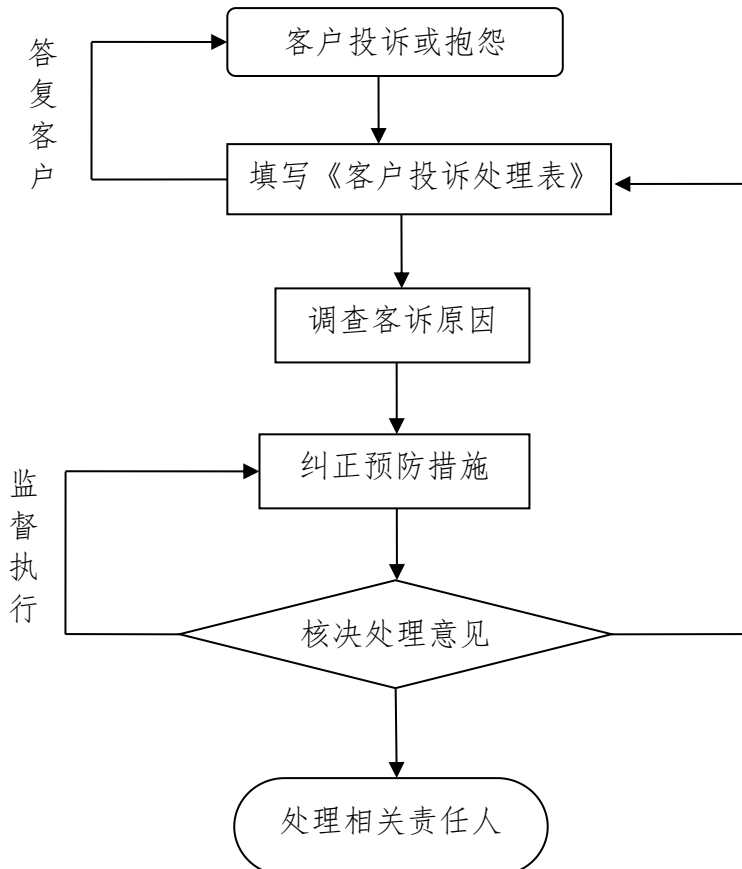 客户投诉或抱怨
答复客户
填写《客户投诉处理表》
调查客诉原因
纠正预防措施
监督执行
核决处理意见
处理相关责任人